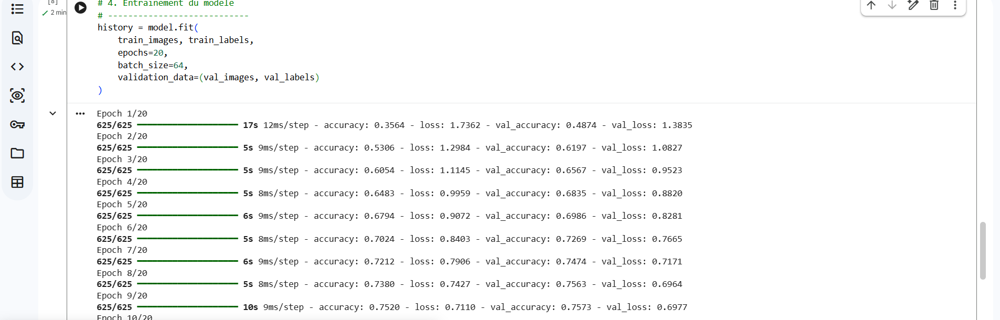 [8]
2 min
# 4. Entraînement du modèle
# ----------------------------
history = model.fit(
train_images, train_labels,
epochs=20,
batch_size=64,
validation_data=(val_images, val_labels)
)
Epoch 1/20
625/625 17s 12ms/step - accuracy: 0.3564 - loss: 1.7362 - val_accuracy: 0.4874 - val_loss: 1.3835
Epoch 2/20
625/625 5s 9ms/step - accuracy: 0.5306 - loss: 1.2984 - val_accuracy: 0.6197 - val_loss: 1.0827
Epoch 3/20
625/625 5s 9ms/step - accuracy: 0.6054 - loss: 1.1145 - val_accuracy: 0.6567 - val_loss: 0.9523
Epoch 4/20
625/625 5s 8ms/step - accuracy: 0.6483 - loss: 0.9959 - val_accuracy: 0.6835 - val_loss: 0.8820
Epoch 5/20
625/625 6s 9ms/step - accuracy: 0.6794 - loss: 0.9072 - val_accuracy: 0.6986 - val_loss: 0.8281
Epoch 6/20
625/625 5s 8ms/step - accuracy: 0.7024 - loss: 0.8403 - val_accuracy: 0.7269 - val_loss: 0.7665
Epoch 7/20
625/625 6s 9ms/step - accuracy: 0.7212 - loss: 0.7906 - val_accuracy: 0.7474 - val_loss: 0.7171
Epoch 8/20
625/625 5s 8ms/step - accuracy: 0.7380 - loss: 0.7427 - val_accuracy: 0.7563 - val_loss: 0.6964
Epoch 9/20
625/625 10s 9ms/step - accuracy: 0.7520 - loss: 0.7110 - val_accuracy: 0.7573 - val_loss: 0.6977
Epoch 10/20